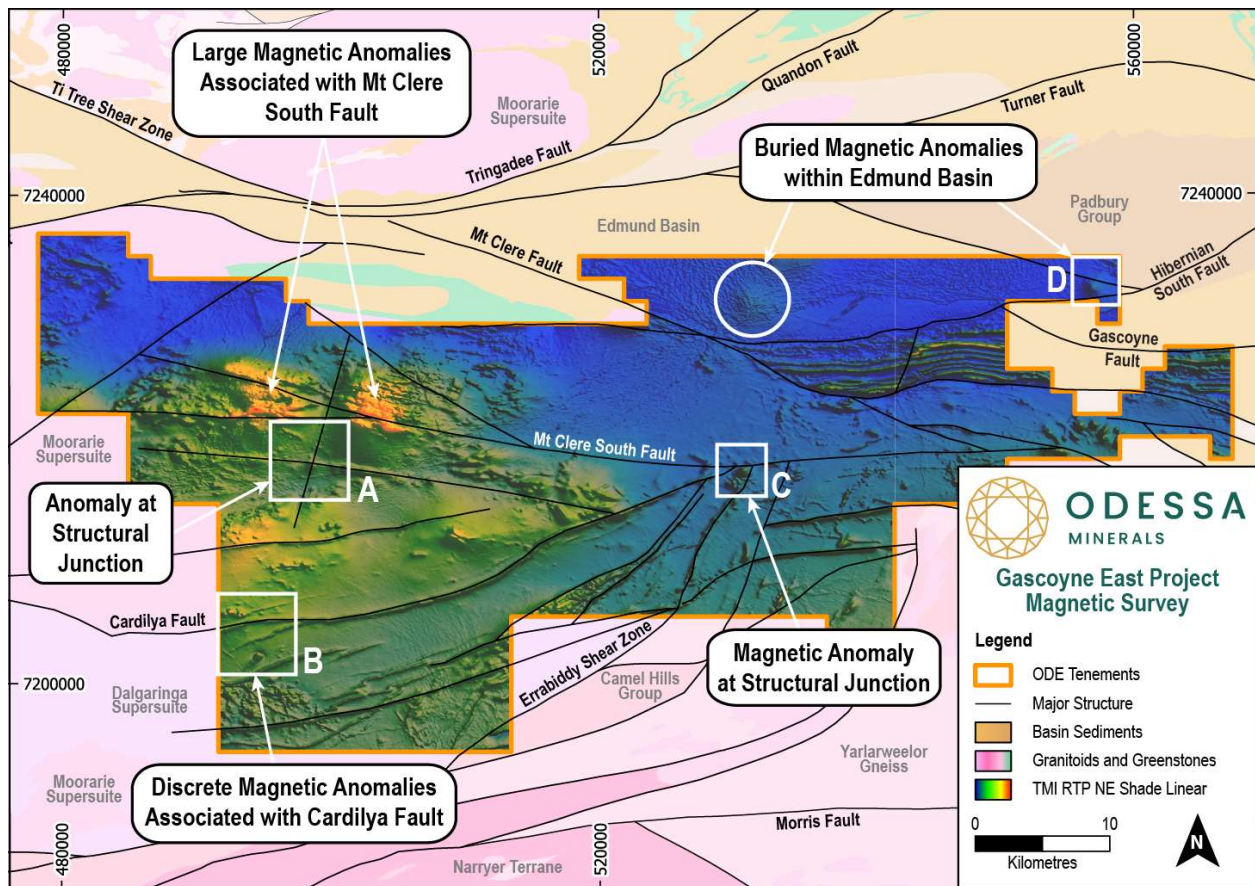 480000
520000
560000
Large Magnetic Anomalies
Associated with Mt Clere
South Fault
Quandon Fault
Ti Tree Shear Zone
Moorarie
Supersuite
Turner Fault
Tringadee Fault
Buried Magnetic Anomalies
within Edmund Basin
7240000
7240000
Padbury
Group
Edmund Basin
Mt Clere Fault
D
Hibernian
South Fault
Gascoyne
Fault
Moorarie
Supersuite
Mt Clere South Fault
A
C
Anomaly at
Structural
Junction
ODESSA
MINERALS
Gascoyne East Project
Magnetic Survey
Cardilya Fault
B
Errabiddy Shear Zone
Magnetic Anomaly
at Structural Junction
Legend
ODE Tenements
Major Structure
Basin Sediments
Granitoids and Greenstones
TMI RTP NE Shade Linear
0
10
Kilometres
N
7200000
Dalgaringa
Supersuite
Camel Hills
Group
Yarlarweelor
Gneiss
Moorarie
Supersuite
Discrete Magnetic Anomalies
Associated with Cardilya Fault
Morris Fault
Narryer Terrane
480000
520000